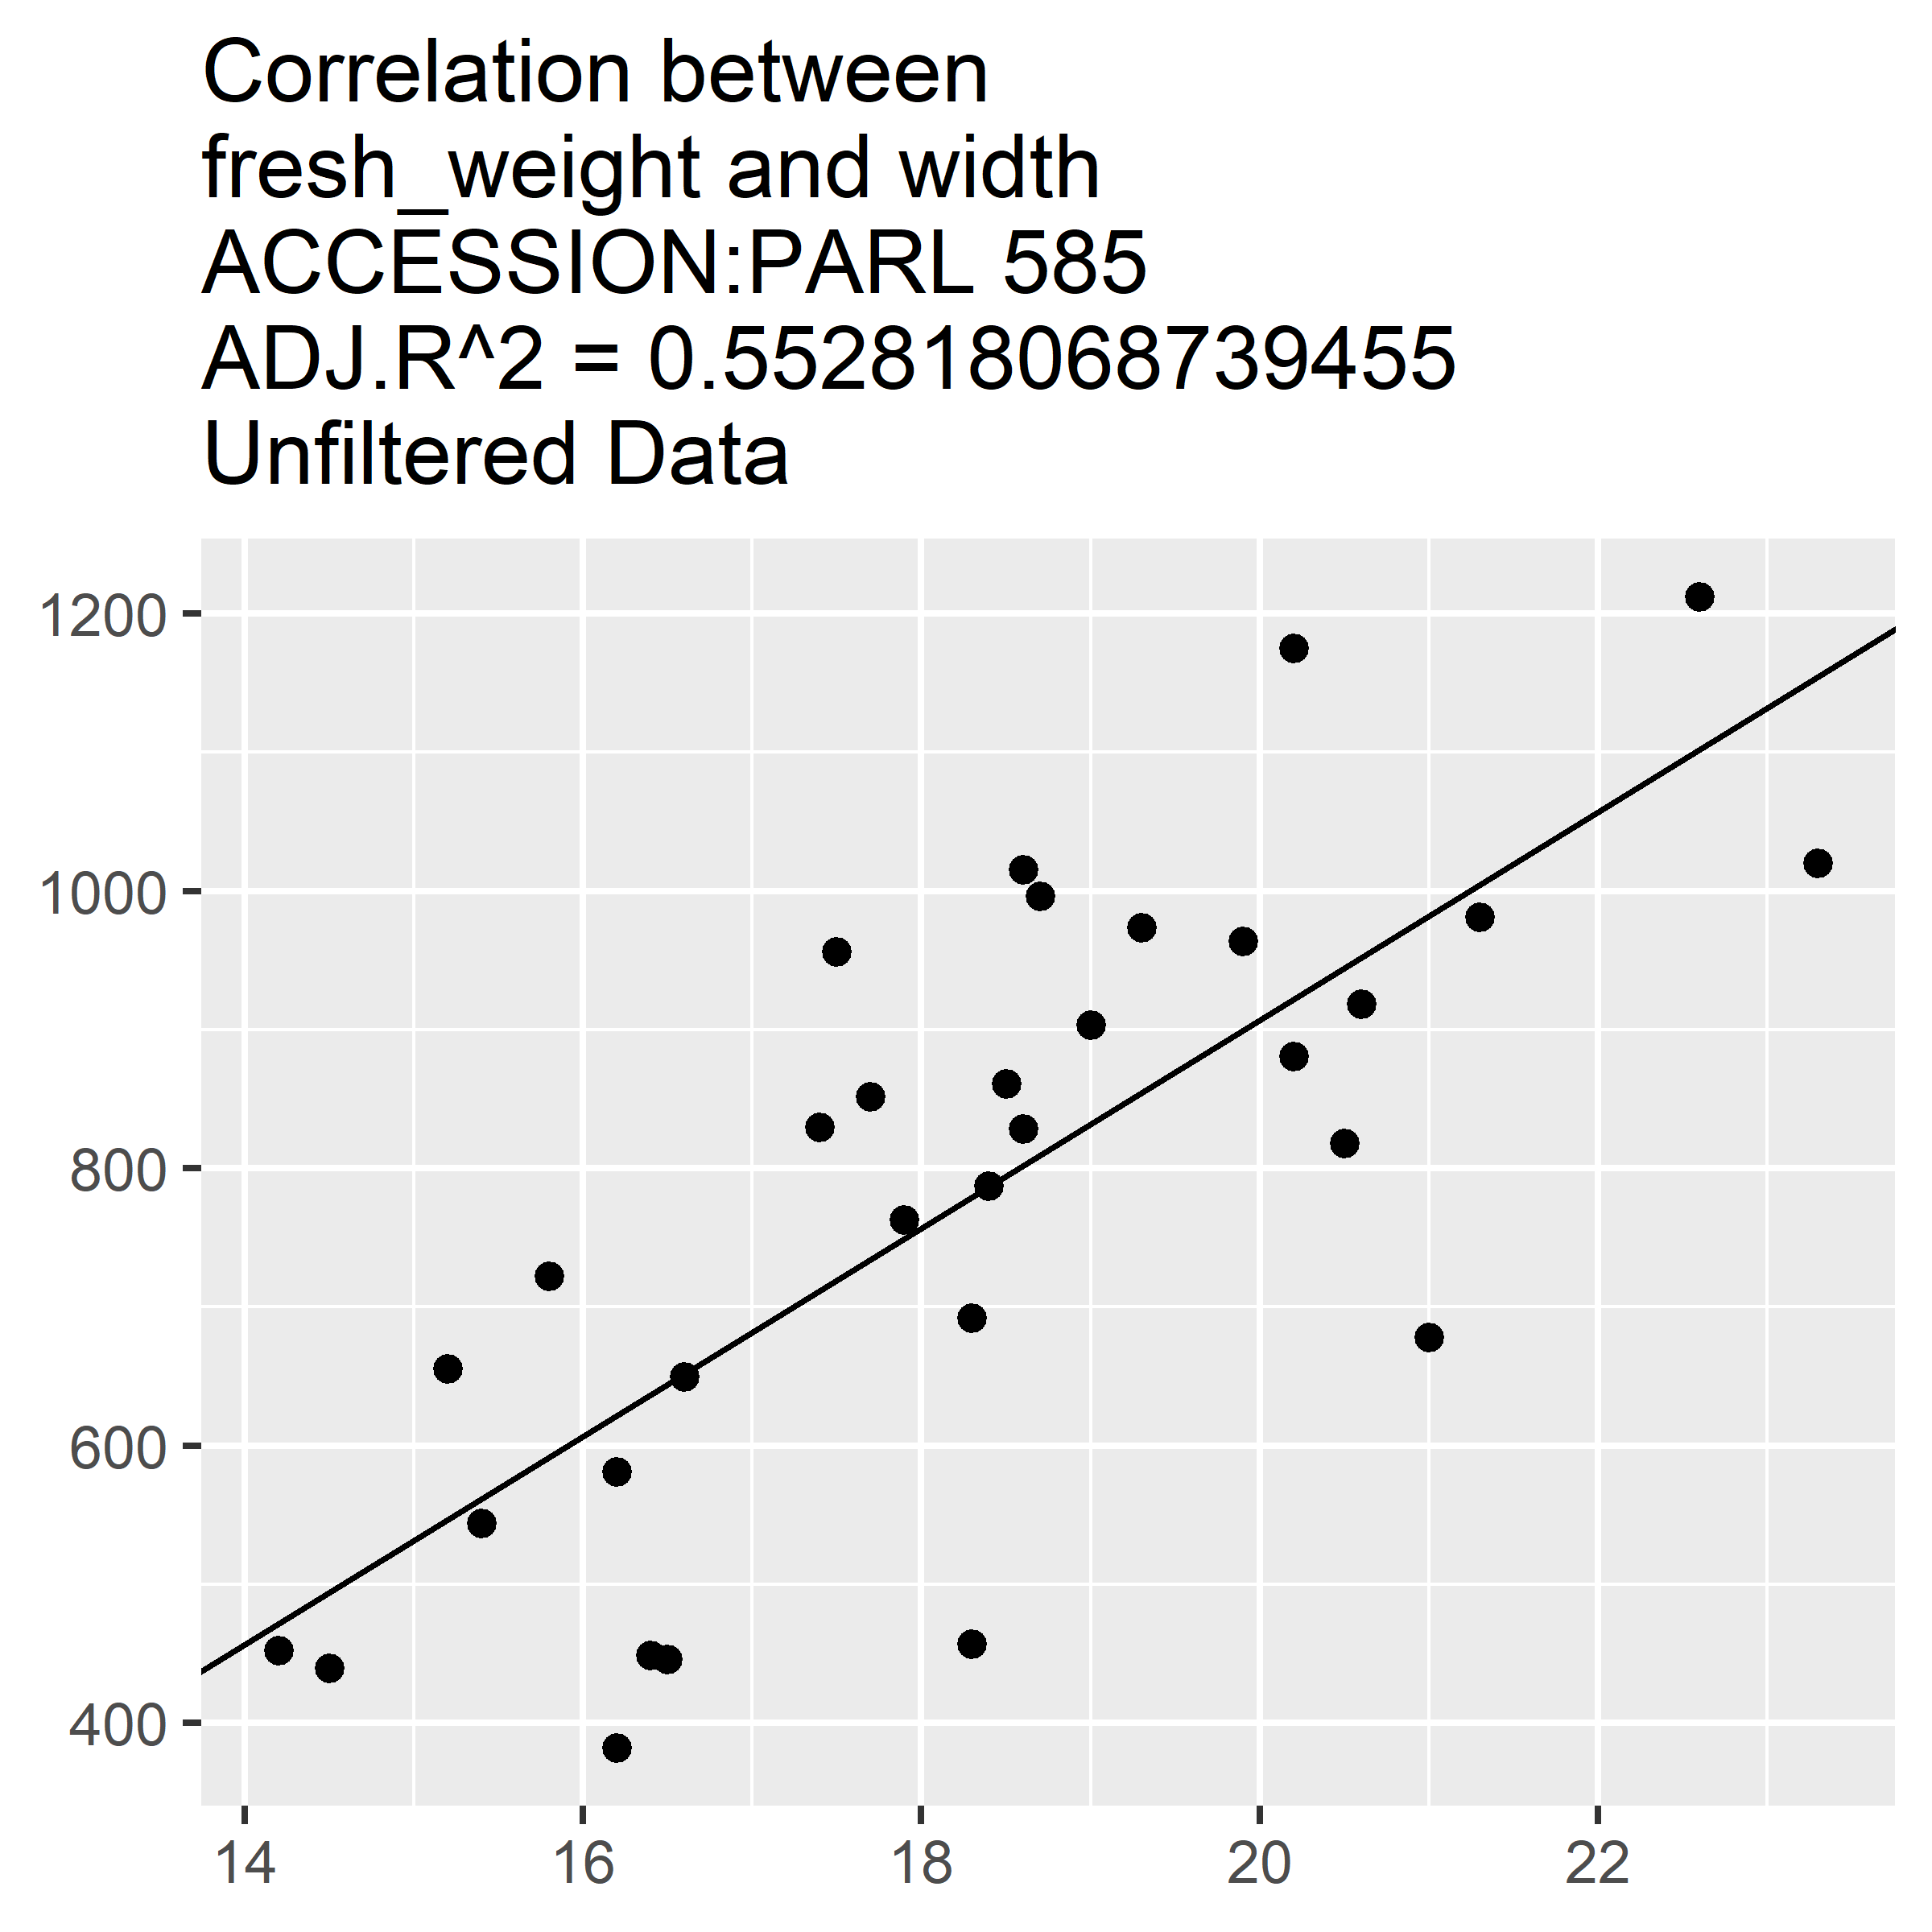 Correlation between
fresh_weight and width
ACCESSION:PARL 585
ADJ.R^2 = 0.552818068739455
Unfiltered Data
1200
1000
800
600
400
14 16 18 20 22